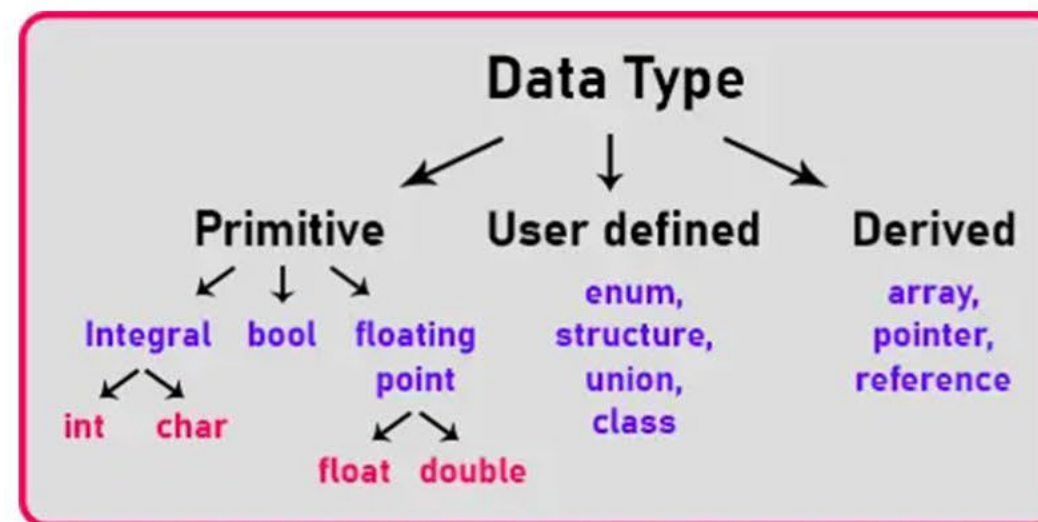 Data Type
Primitive
User defined
Derived
Integral
bool
floating
point
int
char
float
double
enum,
structure,
union,
class
array,
pointer,
reference